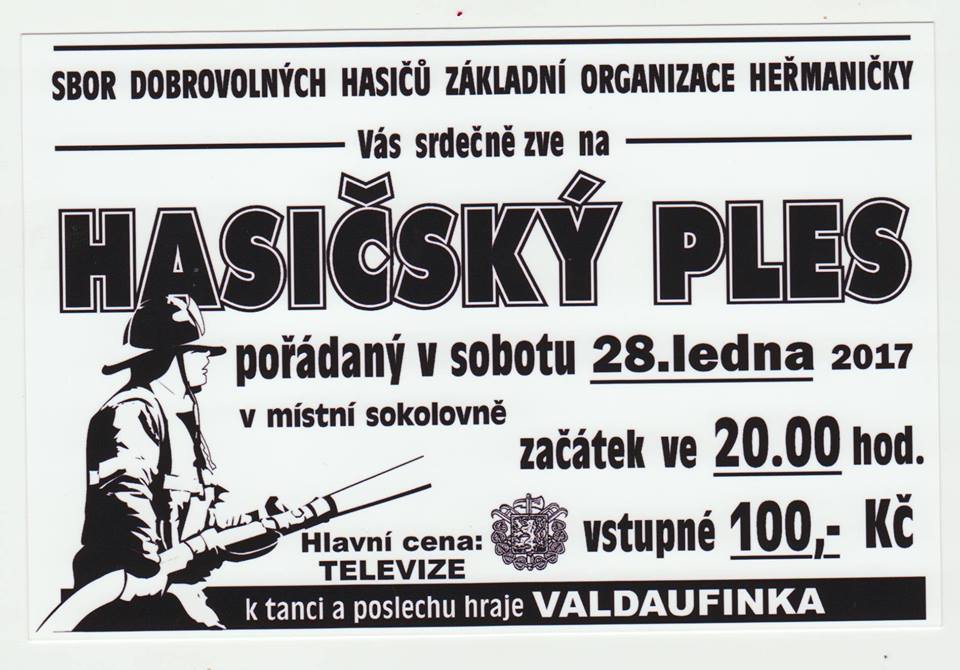 SBOR DOBROVOLNÝCH HASIČŮ ZÁKLADNÍ ORGANIZACE HEŘMANIČKY
Vás srdečně zve na
HASIČSKÝ PLES
pořádaný v sobotu 28.ledna 2017
v místní sokolovně
začátek ve 20.00 hod.
vstupné 100,- Kč
Hlavní cena:
TELEVIZE
k tanci a poslechu hraje VALDAUFINKA